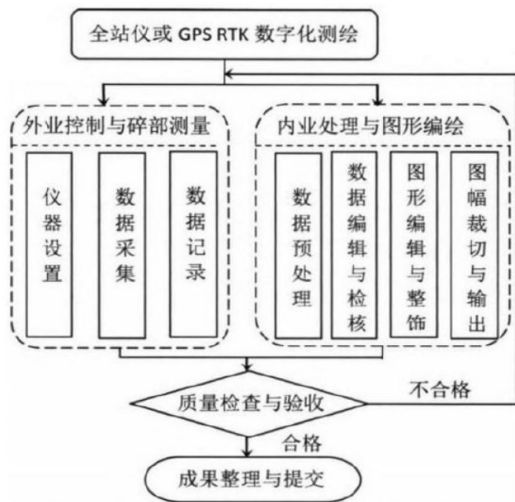 全站仪或 GPS RTK 数字化测绘
外业控制与碎部测量
仪器设置
数据采集
数据记录
内业处理与图形编绘
数据预处理
数据编辑与检核
图形编辑与整饰
图幅裁切与输出
质量检查与验收
不合格
合格
成果整理与提交